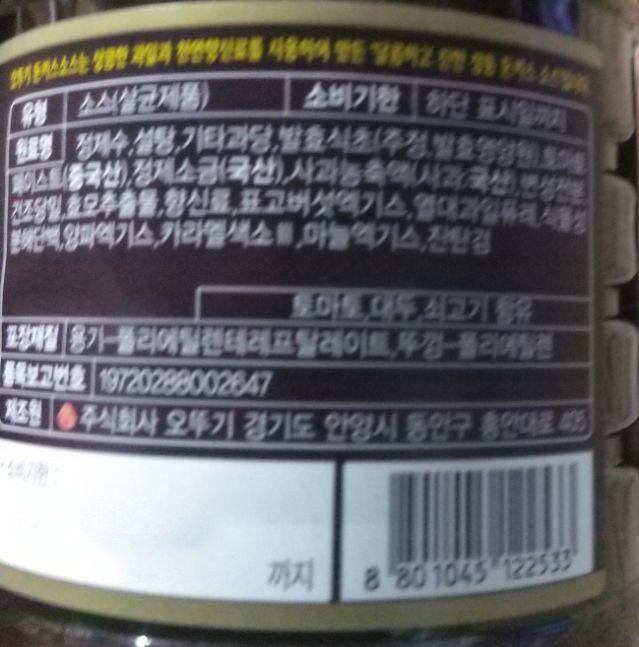 오뚜기 돈까스소스는 상큼한 과일과 천연향신료를 사용하여 만든 달콤하고 진한 정통 돈까스 소스입니다
유형 소스(살균제품) 소비기한 하단 표시일까지
원료명 정제수,설탕,기타과당,발효식초(주정,발효영양원),토마토
페이스트(중국산),정제소금(국산),사과농축액(사과:국산),변성전분,
건조당밀,효모추출물,향신료,표고버섯엑기스,열대과일퓨레,식물성
분해단백,양파엑기스,카라멜색소Ⅲ,마늘엑기스,잔탄검
토마토,대두,쇠고기 함유
포장재질 용기-폴리에틸렌테레프탈레이트,뚜껑-폴리에틸렌
품목보고번호 19720288002647
제조원 주식회사 오뚜기 경기도 안양시 동안구 흥안대로 405
소비기한 :
까지
8 801045 122533